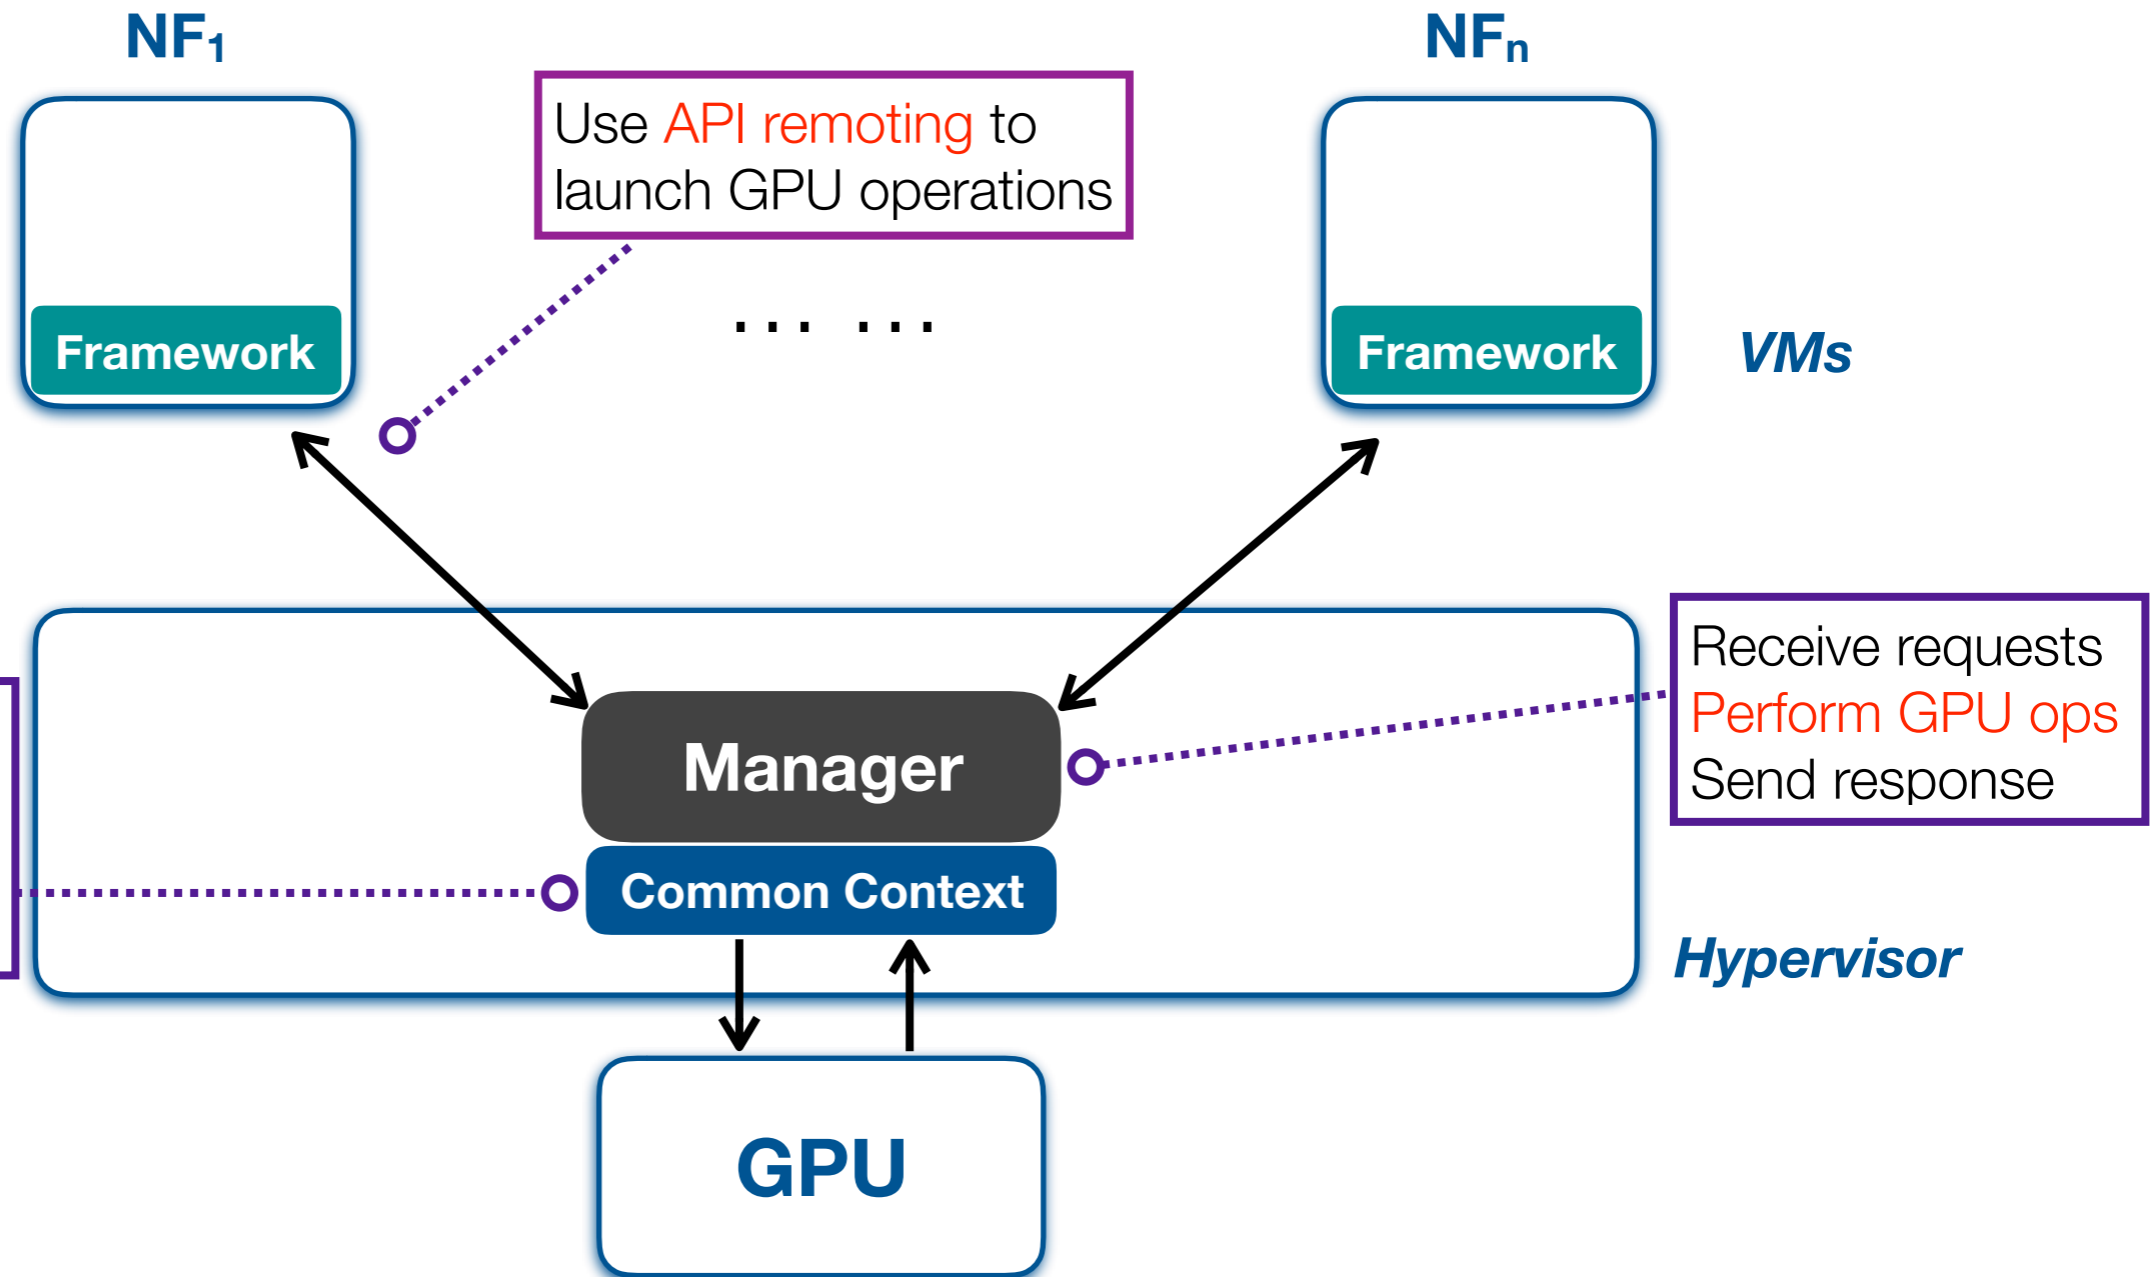 NF₁
NFₙ
Use API remoting to
launch GPU operations
... ...
Framework
Framework
VMs
Receive requests
Perform GPU ops
Send response
Manager
Common Context
Hypervisor
GPU